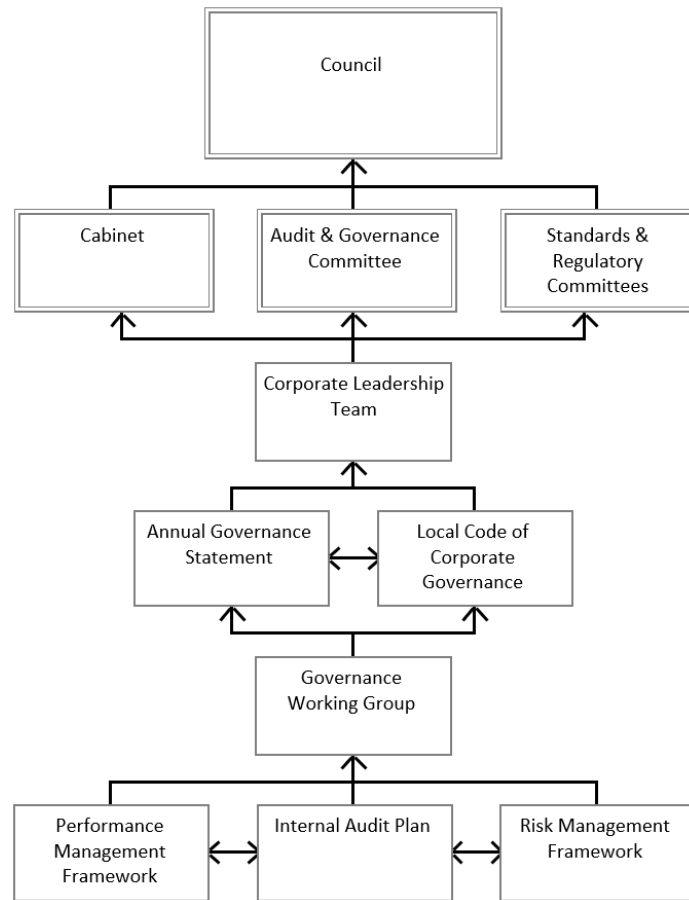 Council
Cabinet
Audit & Governance
Committee
Standards &
Regulatory
Committees
Corporate Leadership
Team
Annual Governance
Statement
Local Code of
Corporate
Governance
Governance
Working Group
Performance
Management
Framework
Internal Audit Plan
Risk Management
Framework